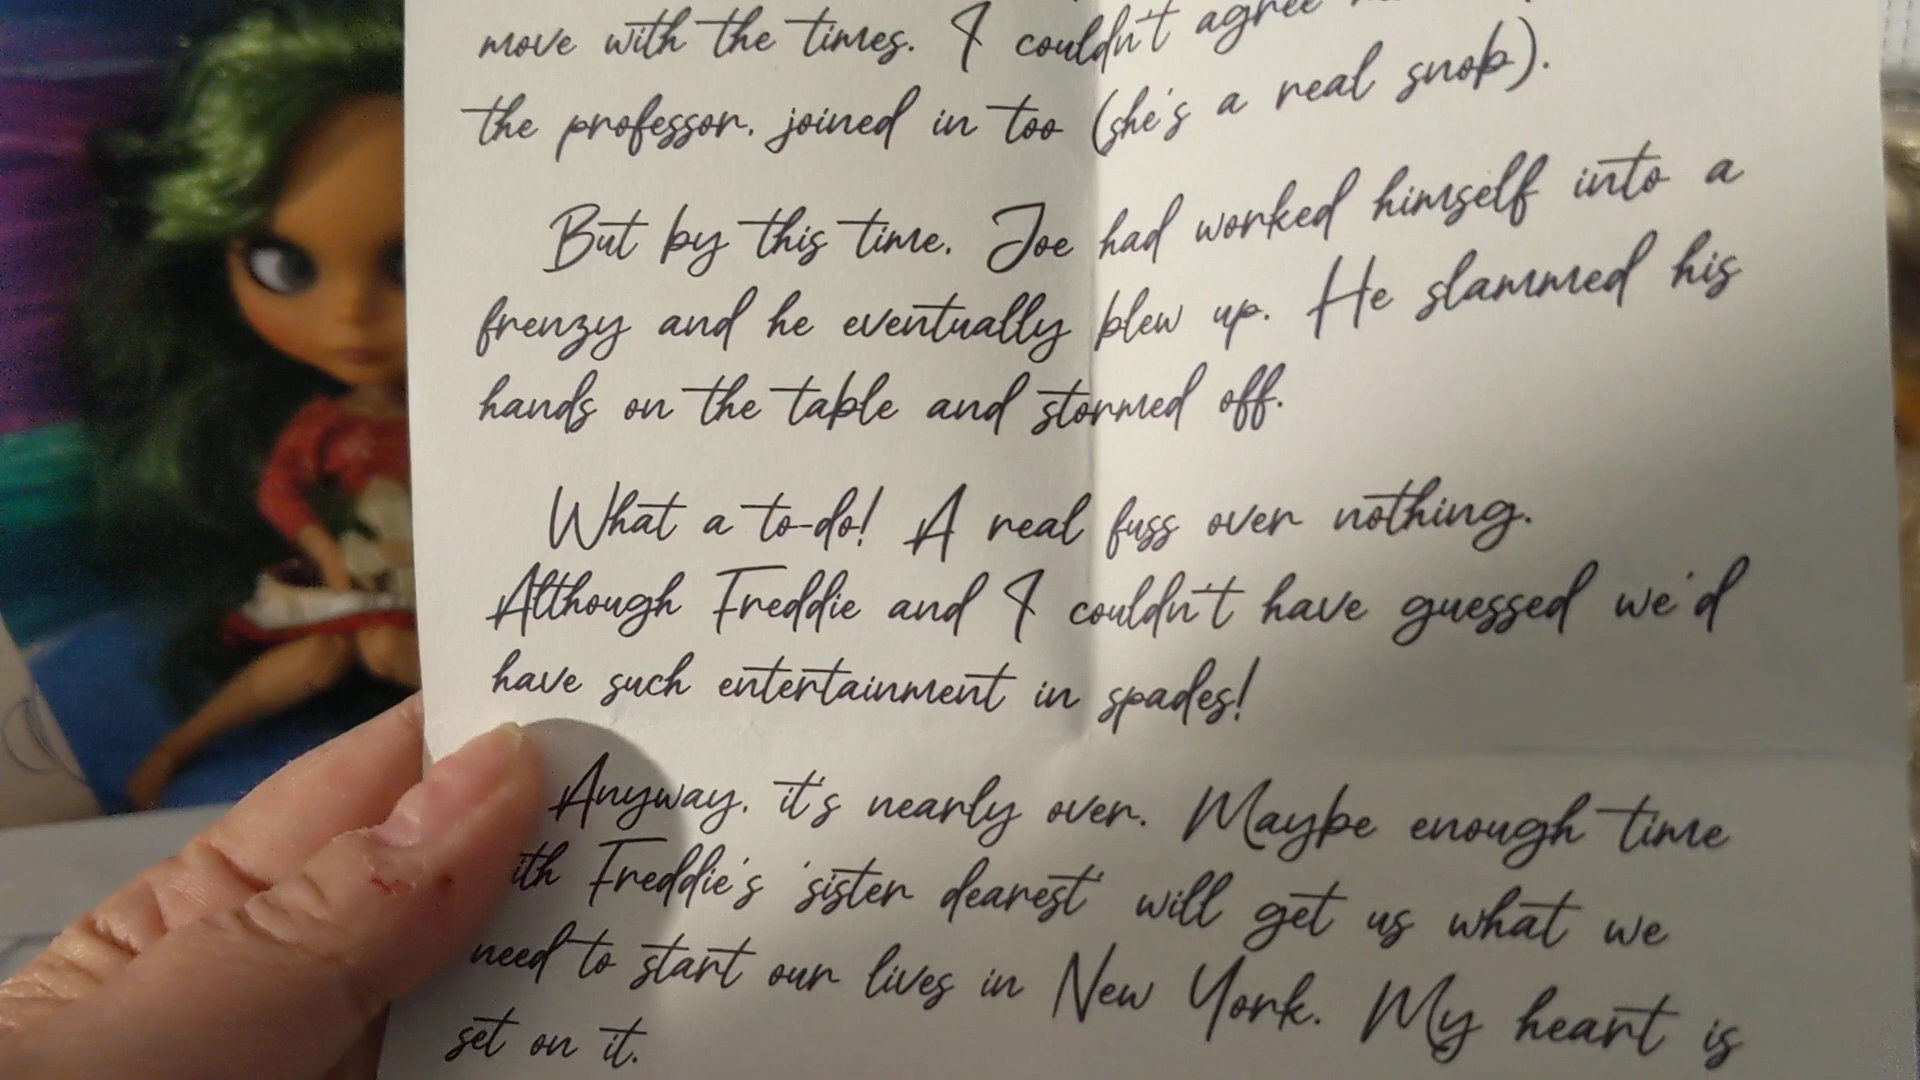 move with the times. I couldn't agree
the professor, joined in too (she's a real snob).
But by this time, Joe had worked himself into a
frenzy and he eventually blew up. He slammed his
hands on the table and stormed off.
What a to-do! A real fuss over nothing.
Although Freddie and I couldn't have guessed we'd
have such entertainment in spades!
Anyway, it's nearly over. Maybe enough time
ith Freddie's 'sister dearest' will get us what we
need to start our lives in New York. My heart is
set on it.